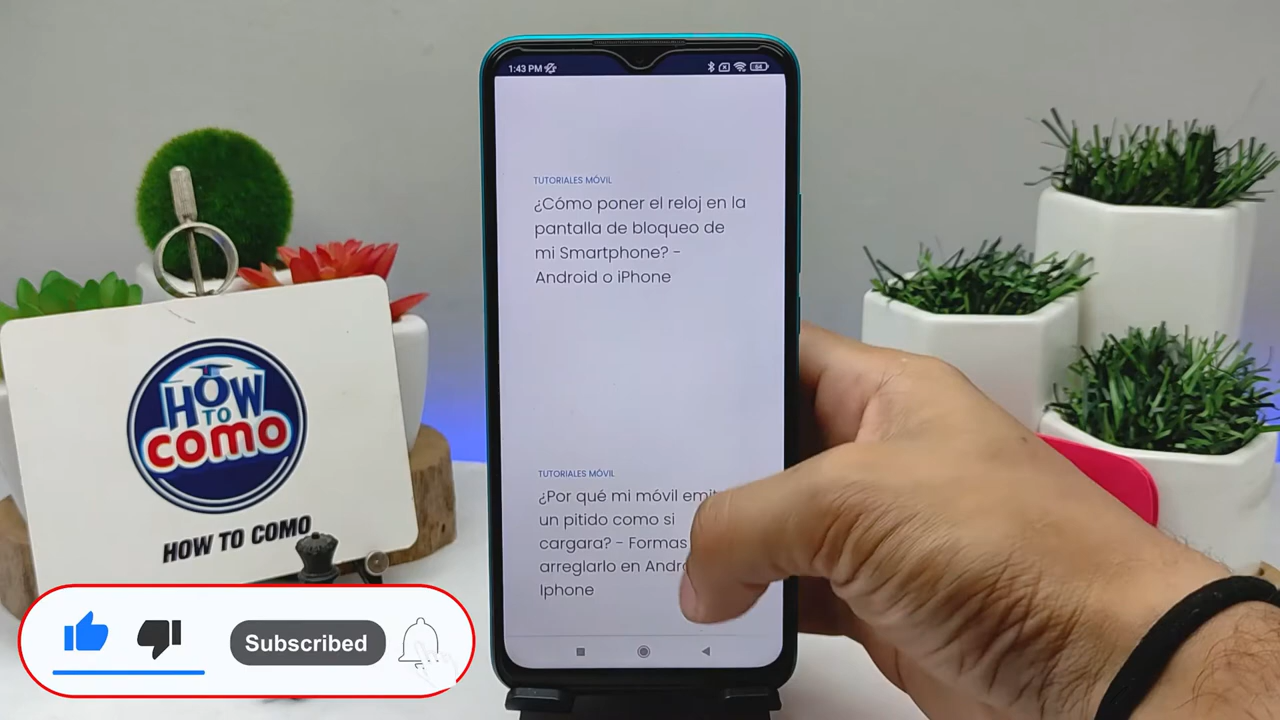 1:43 PM
64
TUTORIALES MÓVIL
¿Cómo poner el reloj en la
pantalla de bloqueo de
mi Smartphone? -
Android o iPhone
TUTORIALES MÓVIL
¿Por qué mi móvil emit
un pitido como si
cargara? - Formas
arreglarlo en Andro
Iphone
HOW
TO
COMO
HOW TO COMO
Subscribed